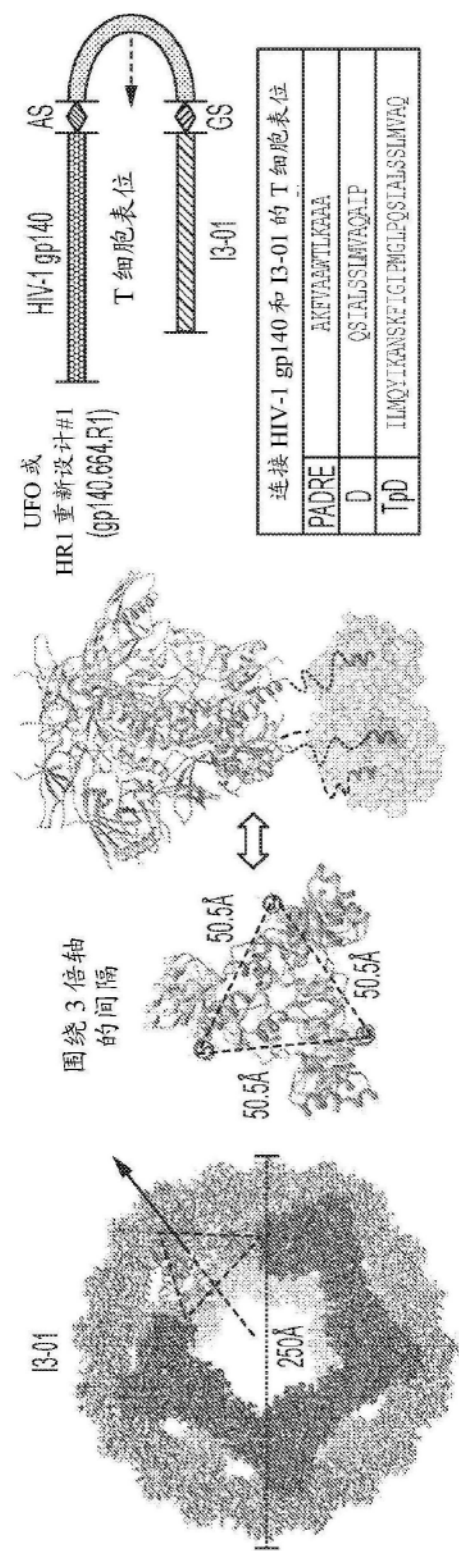 I3-01
250Å
围绕 3 倍轴
的间隔
50.5Å
50.5Å
50.5Å
UFO 或
HR1 重新设计#1
(gp140.664.R1)
HIV-1 gp140
AS
T 细胞表位
I3-01
GS
连接 HIV-1 gp140 和 I3-01 的 T 细胞表位
PADRE
AKFVAAWTLKAAA
D
QSIALSSLMVAQAIP
TpD
ILMQYIKANSKFIGIPMGLPQSIALSSLMVAQ